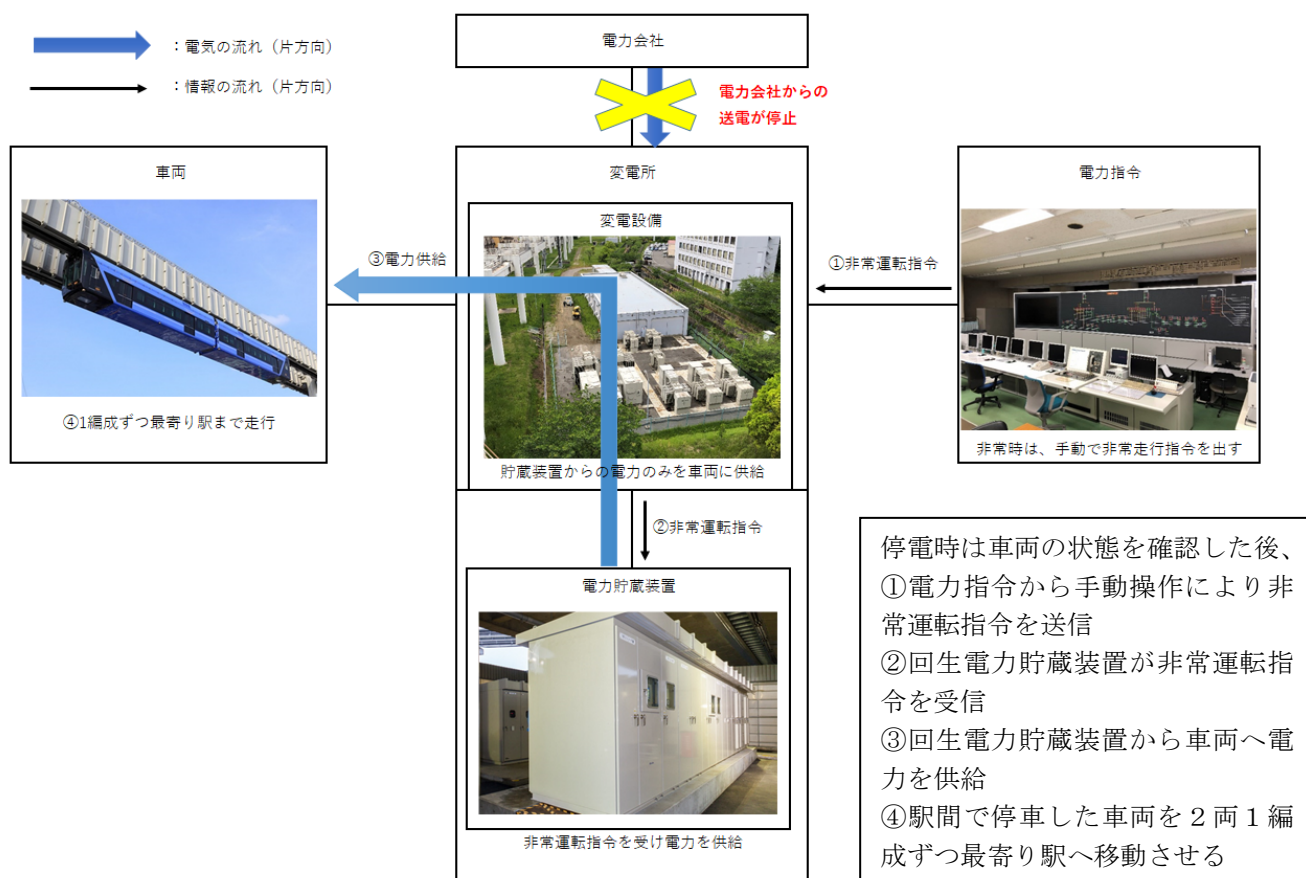 電力会社
：電気の流れ（片方向）
：情報の流れ（片方向）
電力会社からの
送電が停止
車両
変電所
電力指令
変電設備
③電力供給
①非常運転指令
④1編成ずつ最寄り駅まで走行
非常時は、手動で非常走行指令を出す
貯蔵装置からの電力のみを車両に供給
②非常運転指令
電力貯蔵装置
非常運転指令を受け電力を供給
停電時は車両の状態を確認した後、
①電力指令から手動操作により非
常運転指令を送信
②回生電力貯蔵装置が非常運転指
令を受信
③回生電力貯蔵装置から車両へ電
力を供給
④駅間で停車した車両を２両１編
成ずつ最寄り駅へ移動させる